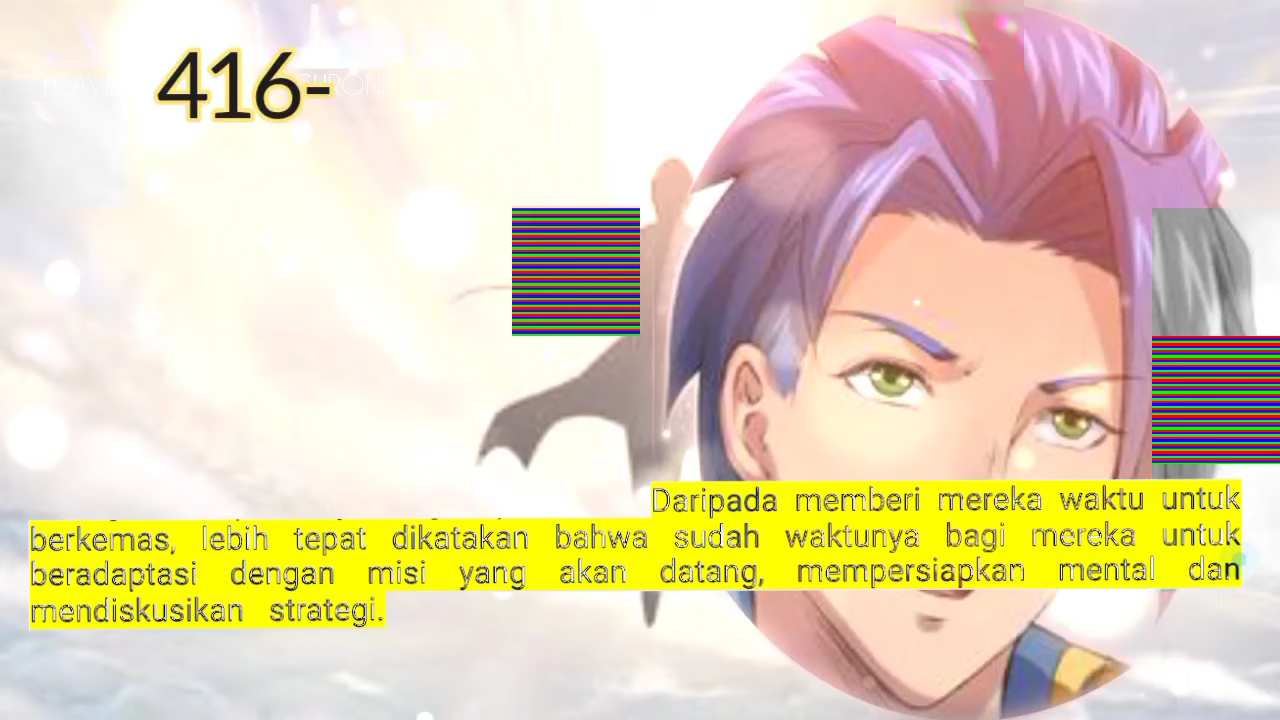 416-
Daripada memberi mereka waktu untuk
berkemas, lebih tepat dikatakan bahwa sudah waktunya bagi mereka untuk
beradaptasi dengan misi yang akan datang, mempersiapkan mental dan
mendiskusikan strategi.